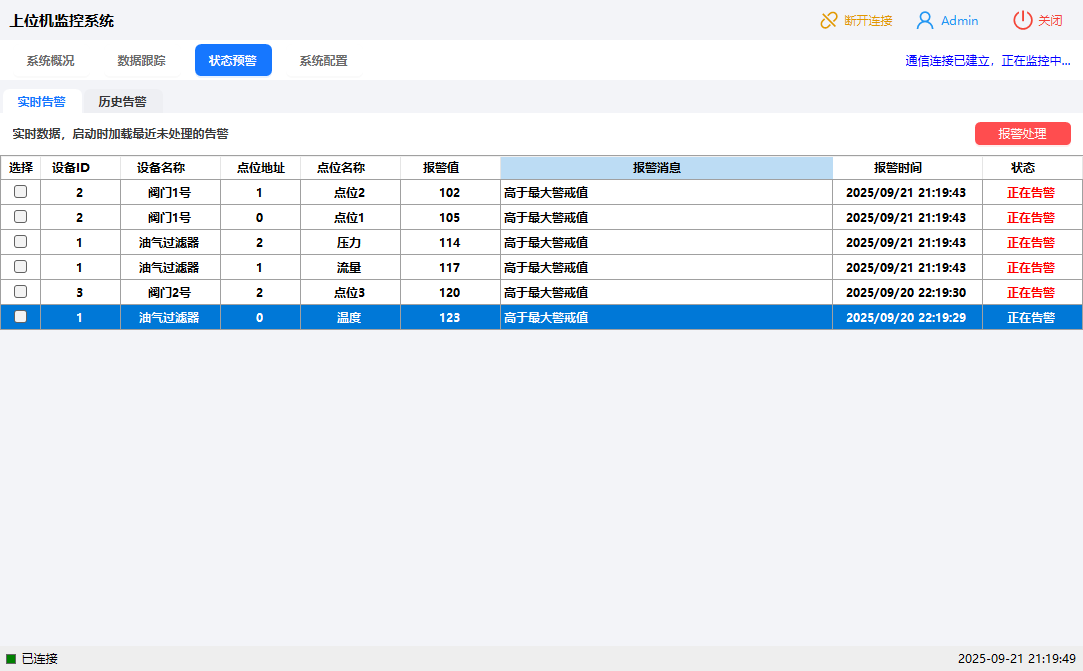 上位机监控系统 断开连接 Admin 关闭
系统概况 数据跟踪 状态预警 系统配置 通信连接已建立，正在监控中...
实时告警 历史告警
实时数据，启动时加载最近未处理的告警 报警处理
选择 设备ID 设备名称 点位地址 点位名称 报警值 报警消息 报警时间 状态
2 阀门1号 1 点位2 102 高于最大警戒值 2025/09/21 21:19:43 正在告警
2 阀门1号 0 点位1 105 高于最大警戒值 2025/09/21 21:19:43 正在告警
1 油气过滤器 2 压力 114 高于最大警戒值 2025/09/21 21:19:43 正在告警
1 油气过滤器 1 流量 117 高于最大警戒值 2025/09/21 21:19:43 正在告警
3 阀门2号 2 点位3 120 高于最大警戒值 2025/09/20 22:19:30 正在告警
1 油气过滤器 0 温度 123 高于最大警戒值 2025/09/20 22:19:29 正在告警
已连接 2025-09-21 21:19:49